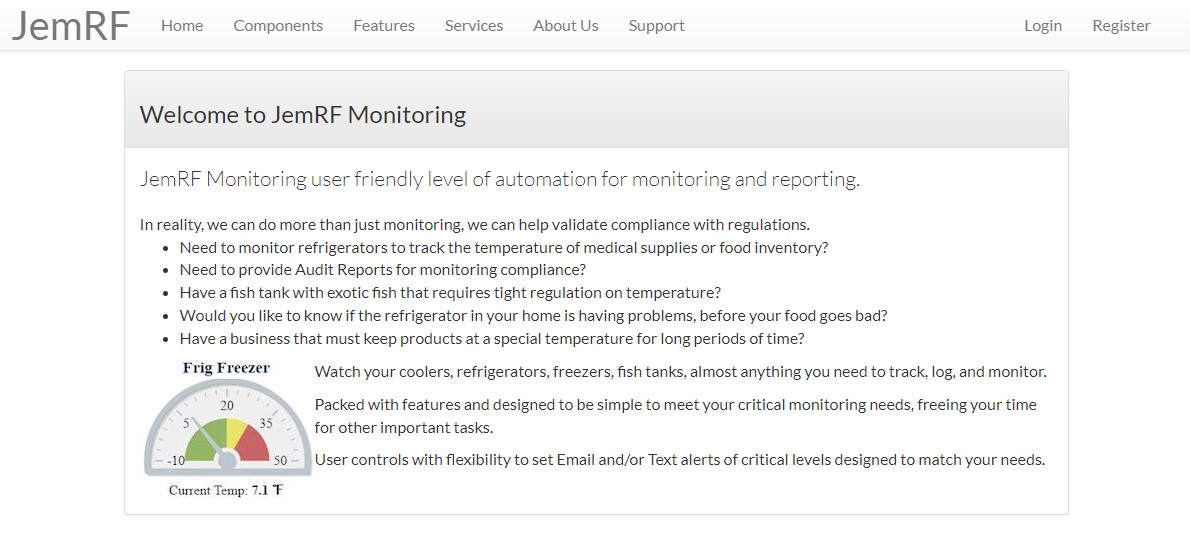 JemRF Home Components Features Services About Us Support Login Register
Welcome to JemRF Monitoring
JemRF Monitoring user friendly level of automation for monitoring and reporting.
In reality, we can do more than just monitoring, we can help validate compliance with regulations.
• Need to monitor refrigerators to track the temperature of medical supplies or food inventory?
• Need to provide Audit Reports for monitoring compliance?
• Have a fish tank with exotic fish that requires tight regulation on temperature?
• Would you like to know if the refrigerator in your home is having problems, before your food goes bad?
• Have a business that must keep products at a special temperature for long periods of time?
Frig Freezer
-10 5 20 35 50
Current Temp: 7.1 °F
Watch your coolers, refrigerators, freezers, fish tanks, almost anything you need to track, log, and monitor.
Packed with features and designed to be simple to meet your critical monitoring needs, freeing your time
for other important tasks.
User controls with flexibility to set Email and/or Text alerts of critical levels designed to match your needs.